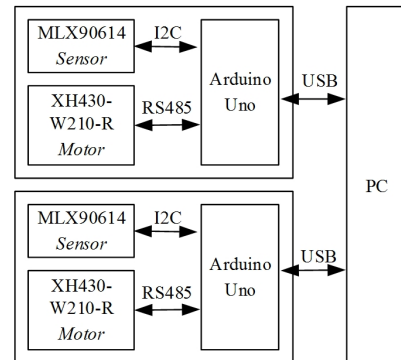 MLX90614
Sensor
I2C
XH430-
W210-R
Motor
RS485
Arduino
Uno
USB
MLX90614
Sensor
I2C
XH430-
W210-R
Motor
RS485
Arduino
Uno
USB
PC